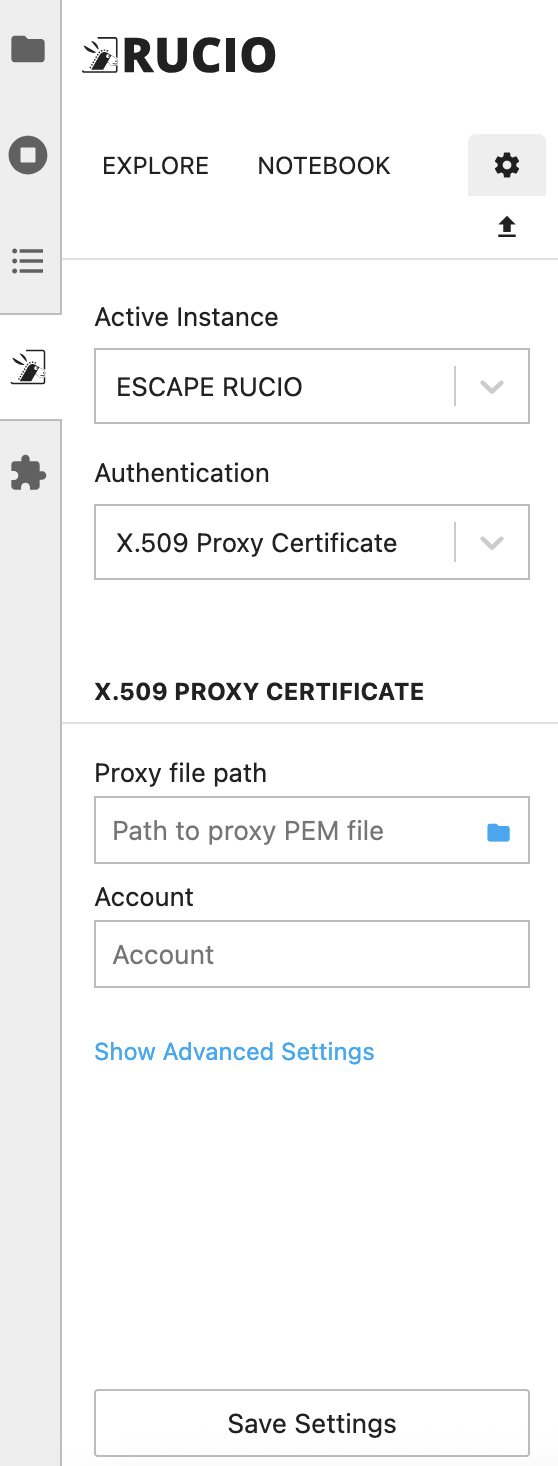 RUCIO
EXPLORE NOTEBOOK
Active Instance
ESCAPE RUCIO
Authentication
X.509 Proxy Certificate
X.509 PROXY CERTIFICATE
Proxy file path
Path to proxy PEM file
Account
Account
Show Advanced Settings
Save Settings